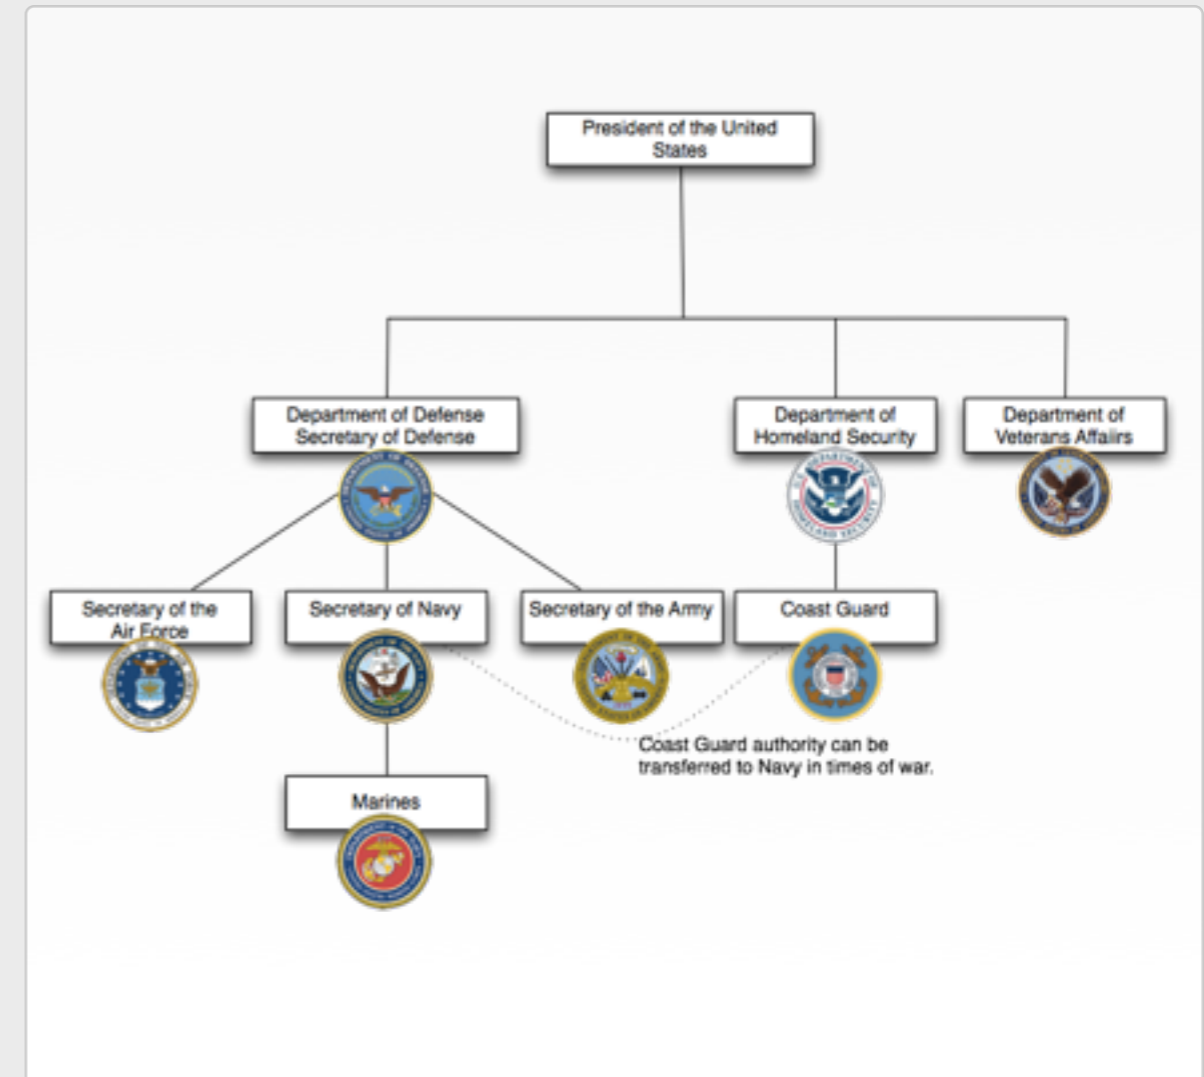 President of the United
States
Department of Defense
Secretary of Defense
Department of
Homeland Security
Department of
Veterans Affairs
Secretary of the
Air Force
Secretary of Navy
Secretary of the Army
Coast Guard
Coast Guard authority can be
transferred to Navy in times of war.
Marines